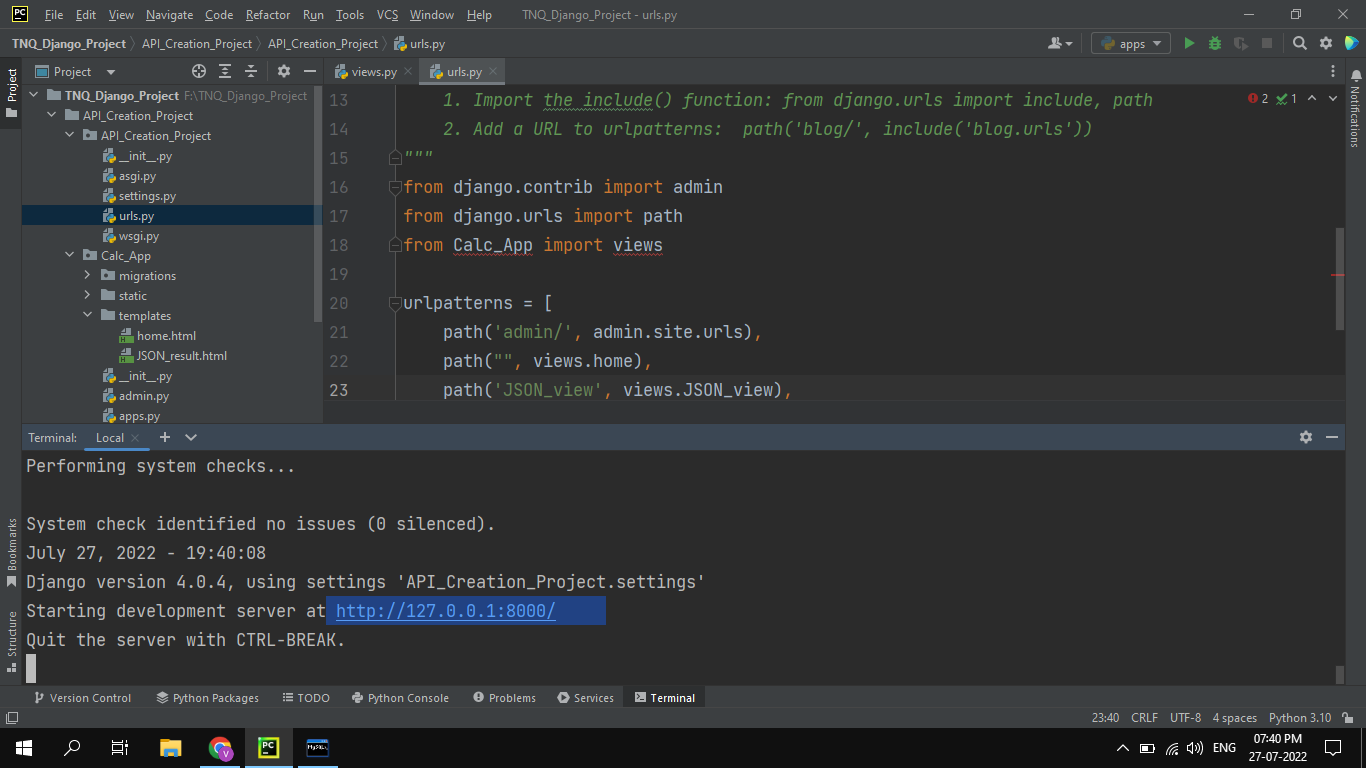 PC File Edit View Navigate Code Refactor Run Tools VCS Window Help TNQ_Django_Project - urls.py
TNQ_Django_Project API_Creation_Project API_Creation_Project urls.py apps
Project
Project
views.py urls.py
Notifications
TNQ_Django_Project F:\TNQ_Django_Project
API_Creation_Project
API_Creation_Project
__init__.py
asgi.py
settings.py
urls.py
wsgi.py
Calc_App
migrations
static
templates
home.html
JSON_result.html
__init__.py
admin.py
apps.py
2 1
13 1. Import the include() function: from django.urls import include, path
14 2. Add a URL to urlpatterns:  path('blog/', include('blog.urls'))
15 """
16 from django.contrib import admin
17 from django.urls import path
18 from Calc_App import views
19
20 urlpatterns = [
21 path('admin/', admin.site.urls),
22 path("", views.home),
23 path('JSON_view', views.JSON_view),
Terminal: Local
Performing system checks...
System check identified no issues (0 silenced).
July 27, 2022 - 19:40:08
Django version 4.0.4, using settings 'API_Creation_Project.settings'
Starting development server at http://127.0.0.1:8000/
Quit the server with CTRL-BREAK.
Bookmarks
Structure
Version Control Python Packages TODO Python Console Problems Services Terminal
23:40 CRLF UTF-8 4 spaces Python 3.10
V PC MySQL ENG 07:40 PM
27-07-2022